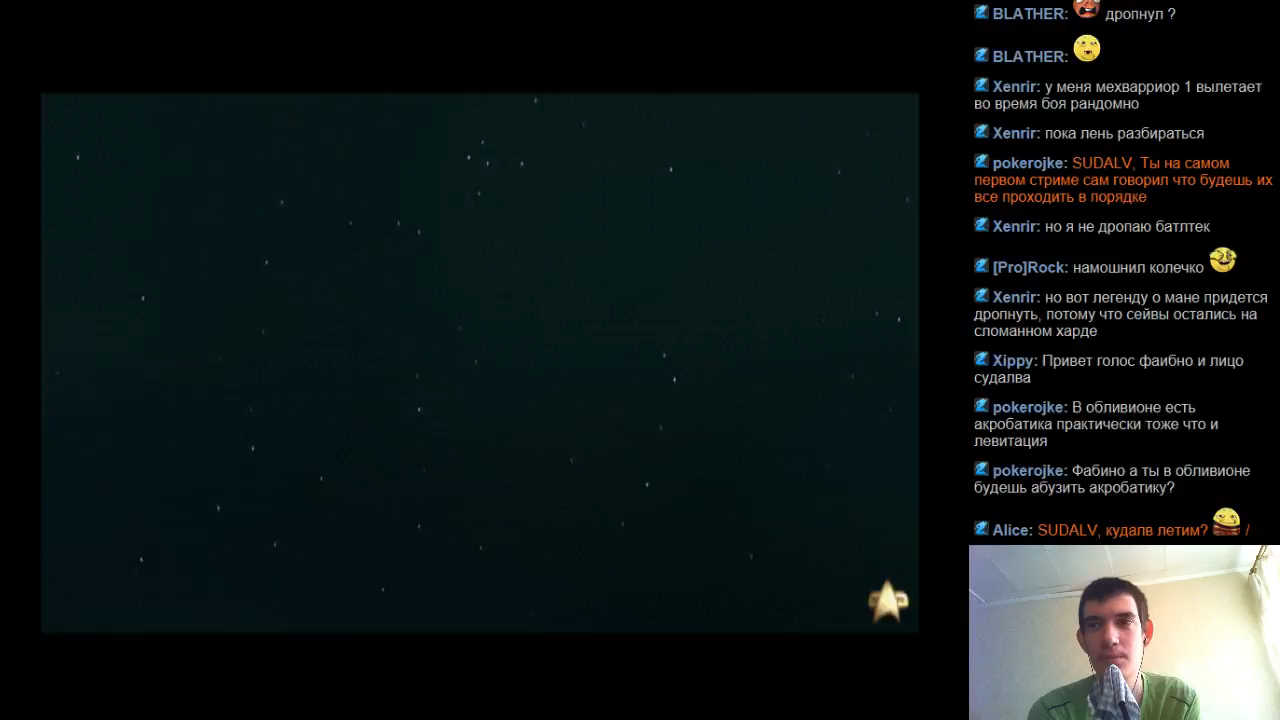 BLATHER: дропнул ?
BLATHER:
Xenrir: у меня мехварриор 1 вылетает
во время боя рандомно
Xenrir: пока лень разбираться
pokerojke: SUDALV, Ты на самом
первом стриме сам говорил что будешь их
все проходить в порядке
Xenrir: но я не дропаю батлтек
[Pro]Rock: намошнил колечко
Xenrir: но вот легенду о мане придется
дропнуть, потому что сейвы остались на
сломанном харде
Xippy: Привет голос фаибно и лицо
судалва
pokerojke: В обливионе есть
акробатика практически тоже что и
левитация
pokerojke: Фабино а ты в обливионе
будешь абузить акробатику?
Alice: SUDALV, кудалв летим? /